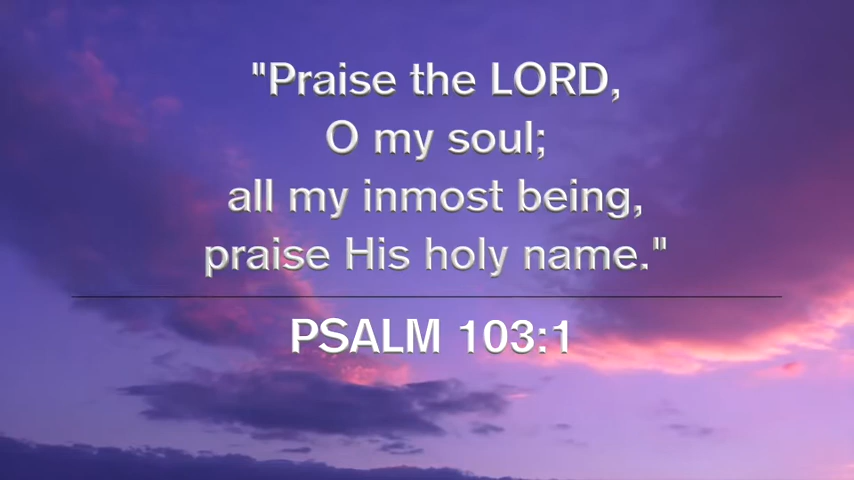 "Praise the LORD,
O my soul;
all my inmost being,
praise His holy name."
PSALM 103:1